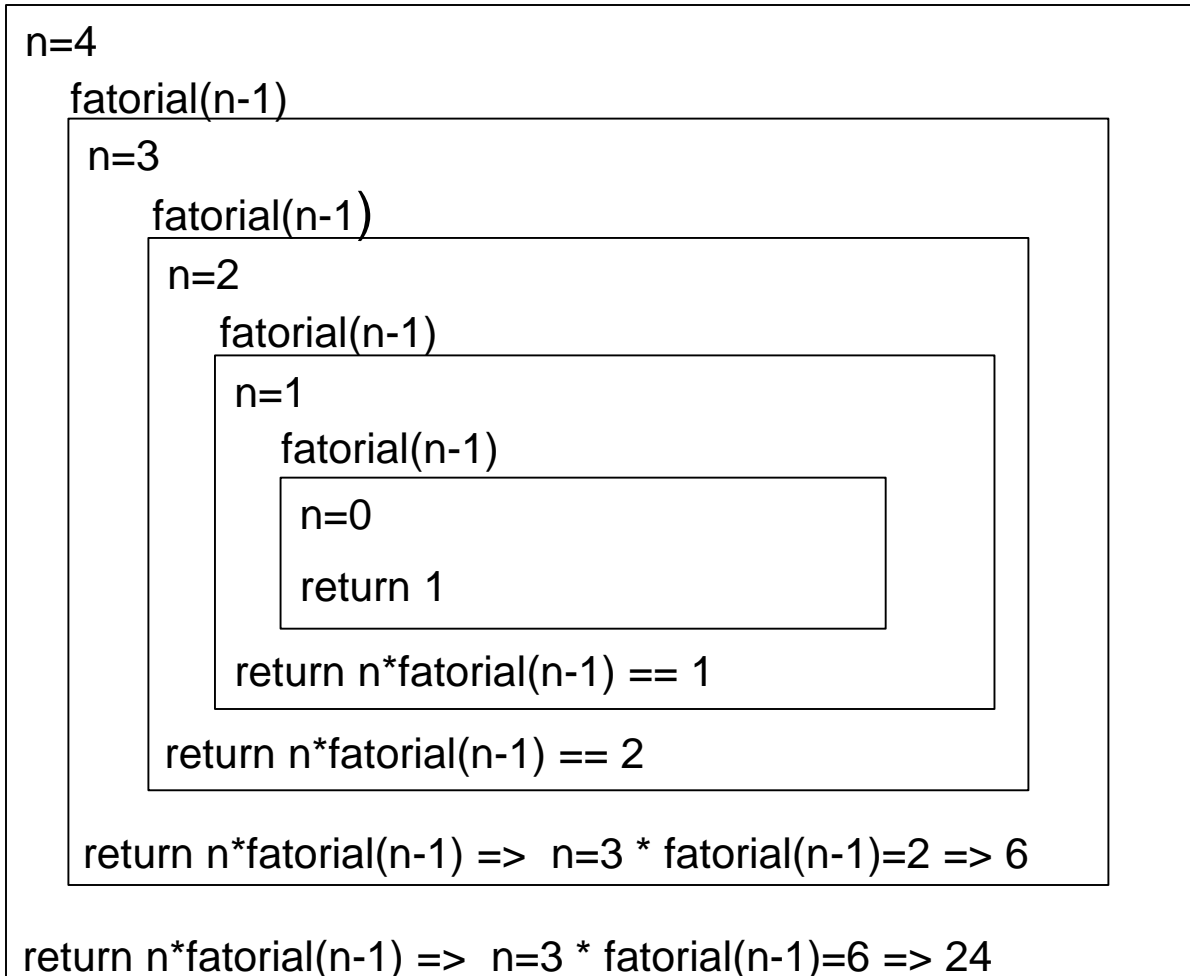 n=4
fatorial(n-1)
n=3
fatorial(n-1)
n=2
fatorial(n-1)
n=1
fatorial(n-1)
n=0
return 1
return n*fatorial(n-1) == 1
return n*fatorial(n-1) == 2
return n*fatorial(n-1) => n=3 * fatorial(n-1)=2 => 6
return n*fatorial(n-1) => n=3 * fatorial(n-1)=6 => 24